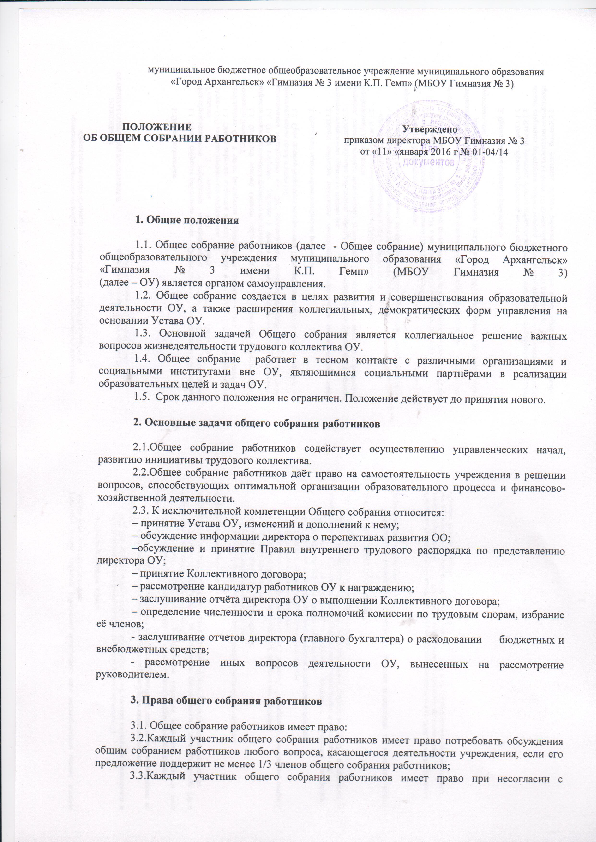 муниципальное бюджетное общеобразовательное учреждение муниципального образования
«Город Архангельск» «Гимназия № 3 имени К.П. Гемп» (МБОУ Гимназия № 3)
ПОЛОЖЕНИЕ
ОБ ОБЩЕМ СОБРАНИИ РАБОТНИКОВ
Утверждено
приказом директора МБОУ Гимназия № 3
от «11» «января 2016 г.№ 01-04/14
документов
1. Общие положения
1.1. Общее собрание работников (далее - Общее собрание) муниципального бюджетного
общеобразовательного учреждения муниципального образования «Город Архангельск»
«Гимназия № 3 имени К.П. Гемп» (МБОУ Гимназия № 3)
(далее – ОУ) является органом самоуправления.
1.2. Общее собрание создается в целях развития и совершенствования образовательной
деятельности ОУ, а также расширения коллегиальных, демократических форм управления на
основании Устава ОУ.
1.3. Основной задачей Общего собрания является коллегиальное решение важных
вопросов жизнедеятельности трудового коллектива ОУ.
1.4. Общее собрание работает в тесном контакте с различными организациями и
социальными институтами вне ОУ, являющимися социальными партнёрами в реализации
образовательных целей и задач ОУ.
1.5. Срок данного положения не ограничен. Положение действует до принятия нового.
2. Основные задачи общего собрания работников
2.1.Общее собрание работников содействует осуществлению управленческих начал,
развитию инициативы трудового коллектива.
2.2.Общее собрание работников даёт право на самостоятельность учреждения в решении
вопросов, способствующих оптимальной организации образовательного процесса и финансово-
хозяйственной деятельности.
2.3. К исключительной компетенции Общего собрания относится:
– принятие Устава ОУ, изменений и дополнений к нему;
– обсуждение информации директора о перспективах развития ОО;
–обсуждение и принятие Правил внутреннего трудового распорядка по представлению
директора ОУ;
– принятие Коллективного договора;
– рассмотрение кандидатур работников ОУ к награждению;
– заслушивание отчёта директора ОУ о выполнении Коллективного договора;
– определение численности и срока полномочий комиссии по трудовым спорам, избрание
её членов;
- заслушивание отчетов директора (главного бухгалтера) о расходовании бюджетных и
внебюджетных средств;
- рассмотрение иных вопросов деятельности ОУ, вынесенных на рассмотрение
руководителем.
3. Права общего собрания работников
3.1. Общее собрание работников имеет право:
3.2.Каждый участник общего собрания работников имеет право потребовать обсуждения
общим собранием работников любого вопроса, касающегося деятельности учреждения, если его
предложение поддержит не менее 1/3 членов общего собрания работников;
3.3.Каждый участник общего собрания работников имеет право при несогласии с